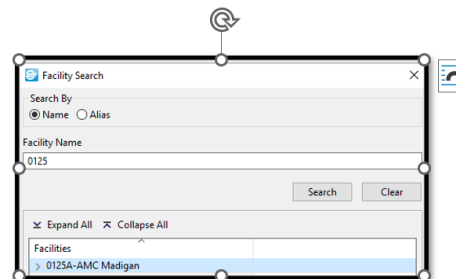 Facility Search
Search By
Name Alias
Facility Name
0125
Search Clear
Expand All Collapse All
Facilities
0125A-AMC Madigan